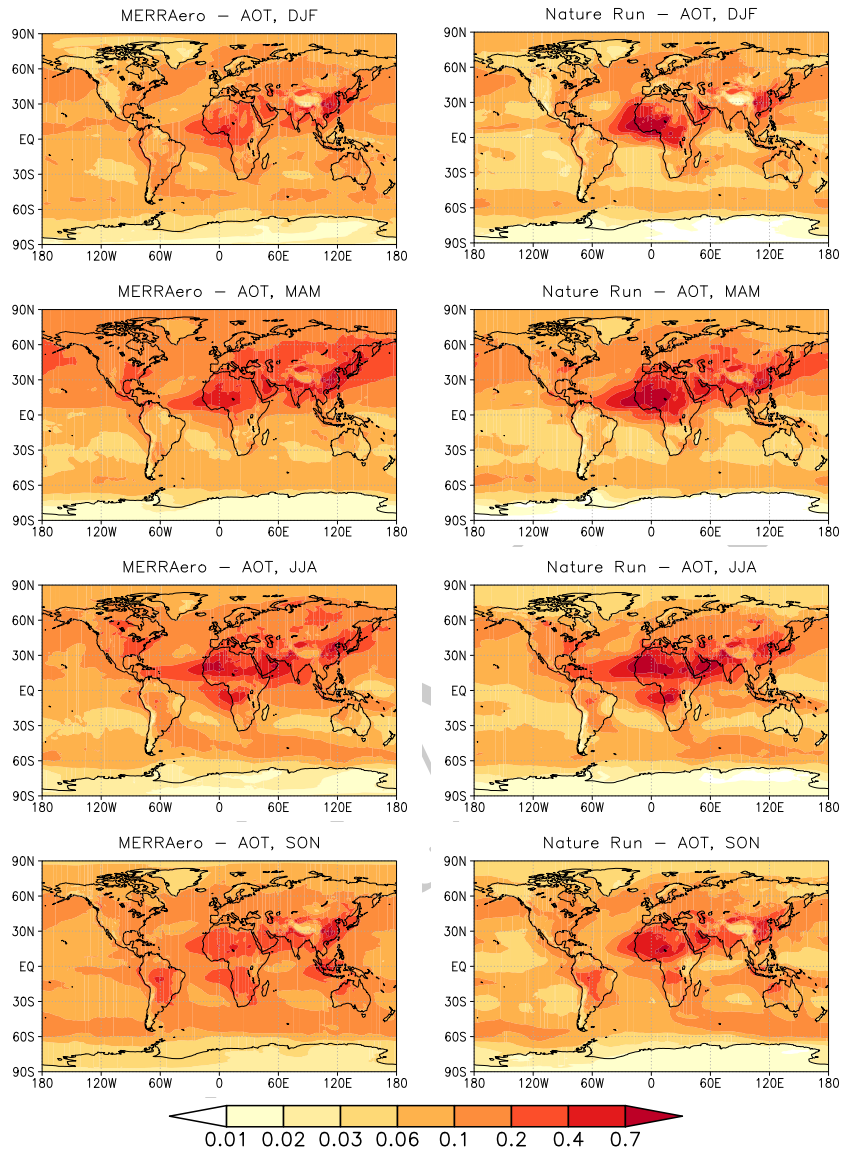 MERRAero — AOT, DJF
90N
60N
30N
EQ
30S
60S
90S
180 120W 60W 0 60E 120E 180
Nature Run — AOT, DJF
90N
60N
30N
EQ
30S
60S
90S
180 120W 60W 0 60E 120E 180
MERRAero — AOT, MAM
90N
60N
30N
EQ
30S
60S
90S
180 120W 60W 0 60E 120E 180
Nature Run — AOT, MAM
90N
60N
30N
EQ
30S
60S
90S
180 120W 60W 0 60E 120E 180
MERRAero — AOT, JJA
90N
60N
30N
EQ
30S
60S
90S
180 120W 60W 0 60E 120E 180
Nature Run — AOT, JJA
90N
60N
30N
EQ
30S
60S
90S
180 120W 60W 0 60E 120E 180
MERRAero — AOT, SON
90N
60N
30N
EQ
30S
60S
90S
180 120W 60W 0 60E 120E 180
Nature Run — AOT, SON
90N
60N
30N
EQ
30S
60S
90S
180 120W 60W 0 60E 120E 180
0.01 0.02 0.03 0.06 0.1 0.2 0.4 0.7